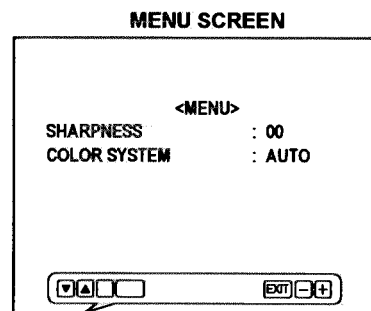 MENU SCREEN
<MENU>
SHARPNESS : 00
COLOR SYSTEM : AUTO
▼ ▲ EXIT − +